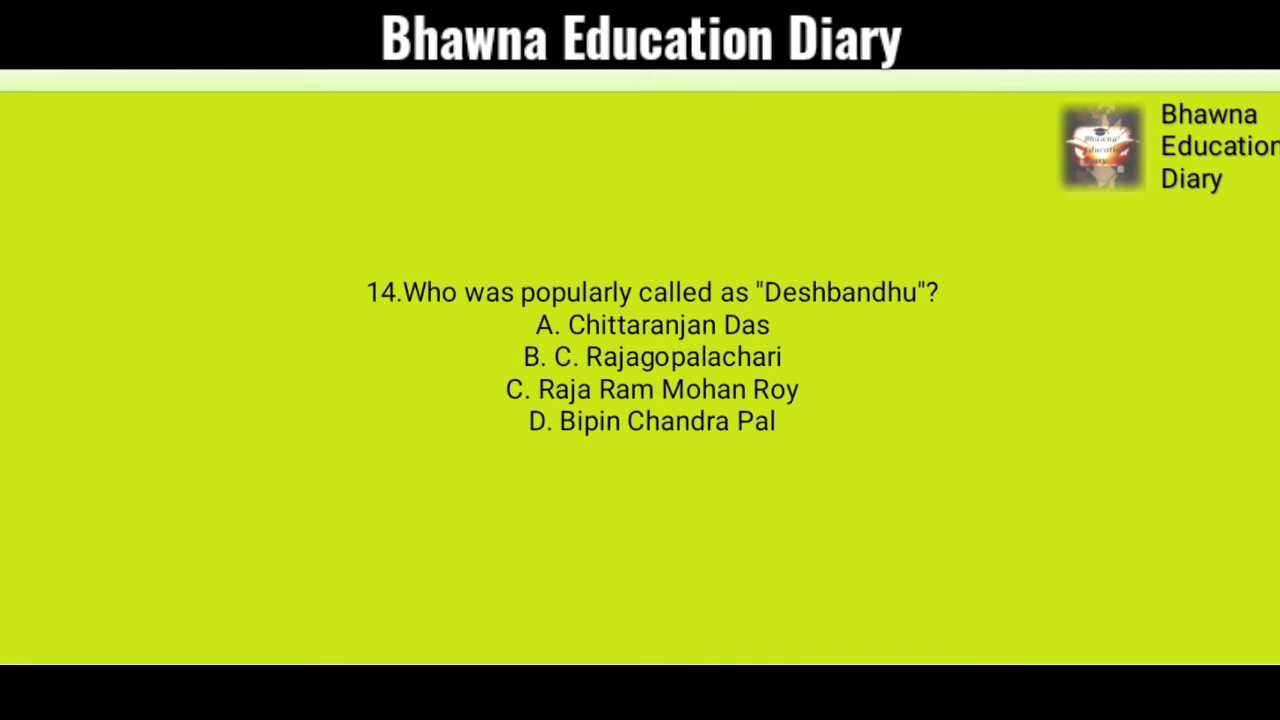 Bhawna Education Diary
Bhawna
Education
Diary
14.Who was popularly called as "Deshbandhu"?
A. Chittaranjan Das
B. C. Rajagopalachari
C. Raja Ram Mohan Roy
D. Bipin Chandra Pal